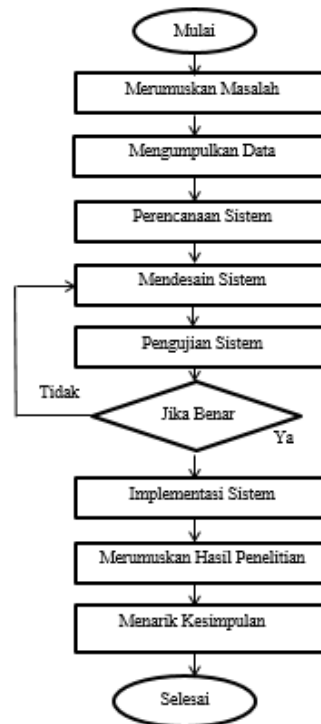 Mulai
Merumuskan Masalah
Mengumpulkan Data
Perencanaan Sistem
Mendesain Sistem
Pengujian Sistem
Tidak
Jika Benar
Ya
Implementasi Sistem
Merumuskan Hasil Penelitian
Menarik Kesimpulan
Selesai